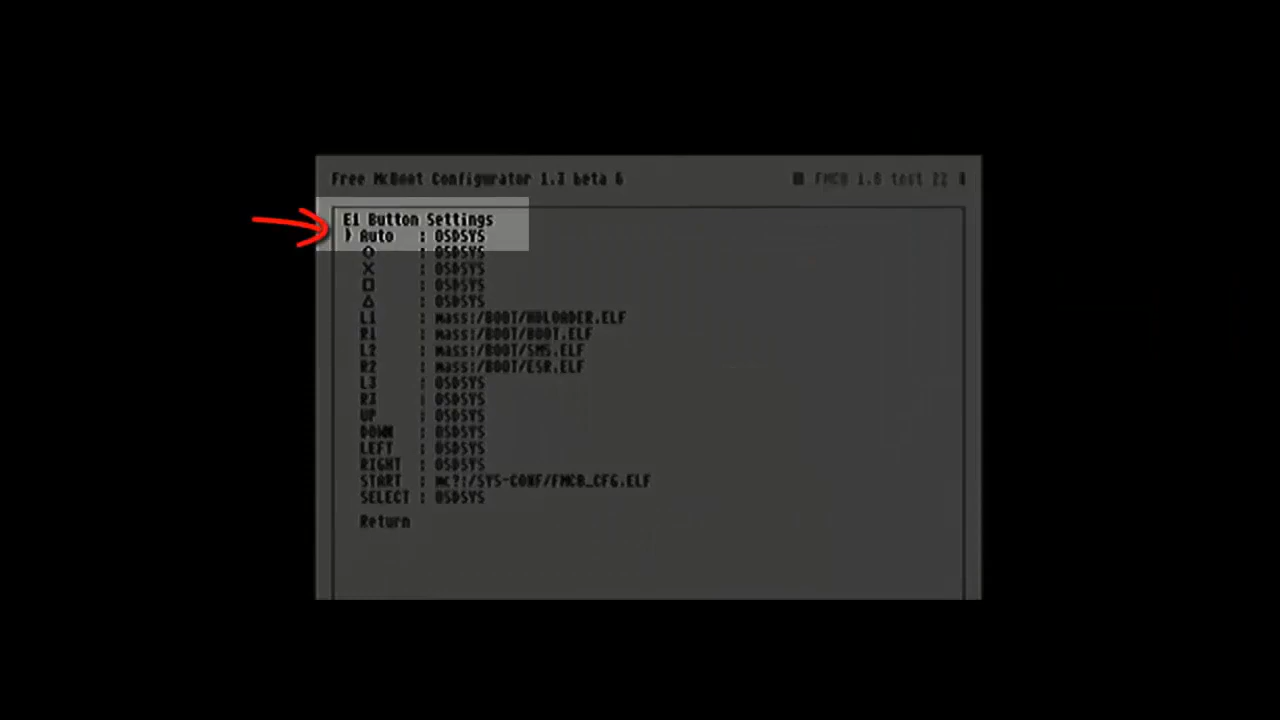 Free McBoot Configurator 1.3 beta 6
FMCB 1.8 test 22
E1 Button Settings
Auto : OSDSYS
O : OSDSYS
X : OSDSYS
□ : OSDSYS
△ : OSDSYS
L1 : mass:/BOOT/HDLOADER.ELF
R1 : mass:/BOOT/BOOT.ELF
L2 : mass:/BOOT/SMS.ELF
R2 : mass:/BOOT/ESR.ELF
L3 : OSDSYS
R3 : OSDSYS
UP : OSDSYS
DOWN : OSDSYS
LEFT : OSDSYS
RIGHT : OSDSYS
START : mc?:/SYS-CONF/FMCB_CFG.ELF
SELECT : OSDSYS
Return